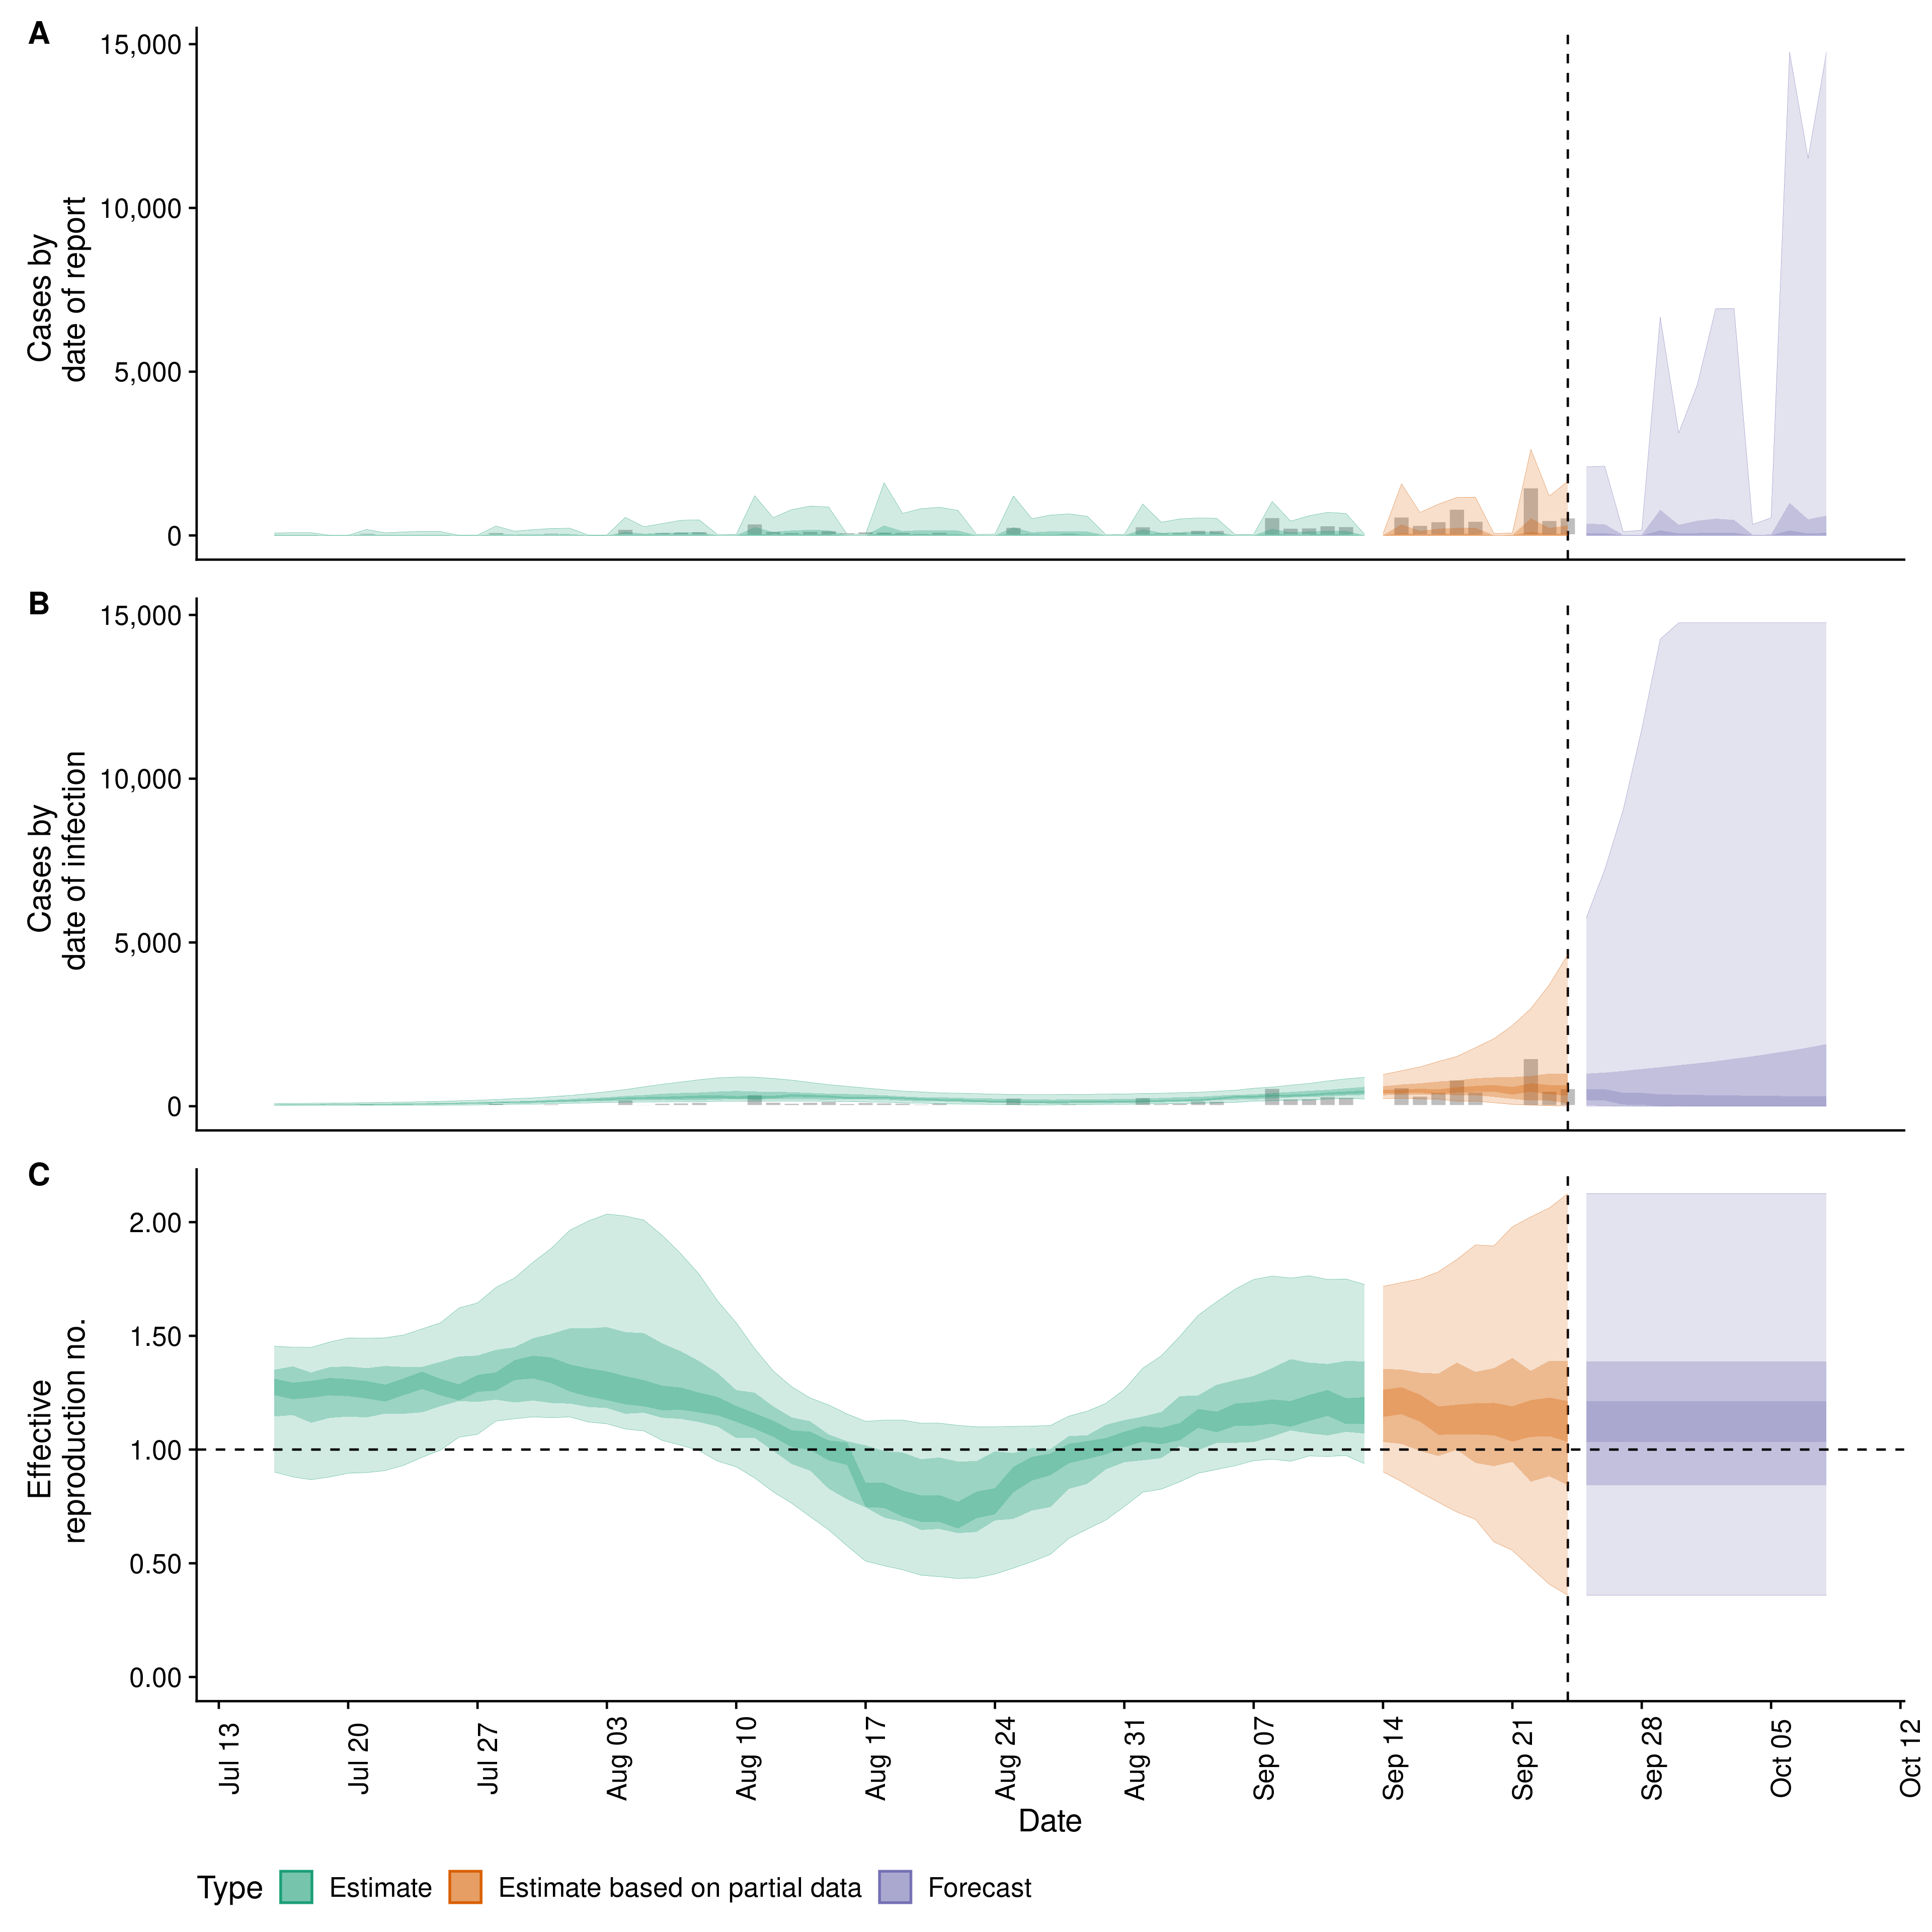 A
15,000
10,000
5,000
0
Cases by
date of report
B
15,000
10,000
5,000
0
Cases by
date of infection
C
2.00
1.50
1.00
0.50
0.00
Effective
reproduction no.
Jul 13
Jul 20
Jul 27
Aug 03
Aug 10
Aug 17
Aug 24
Aug 31
Sep 07
Sep 14
Sep 21
Sep 28
Oct 05
Oct 12
Date
Type Estimate Estimate based on partial data Forecast